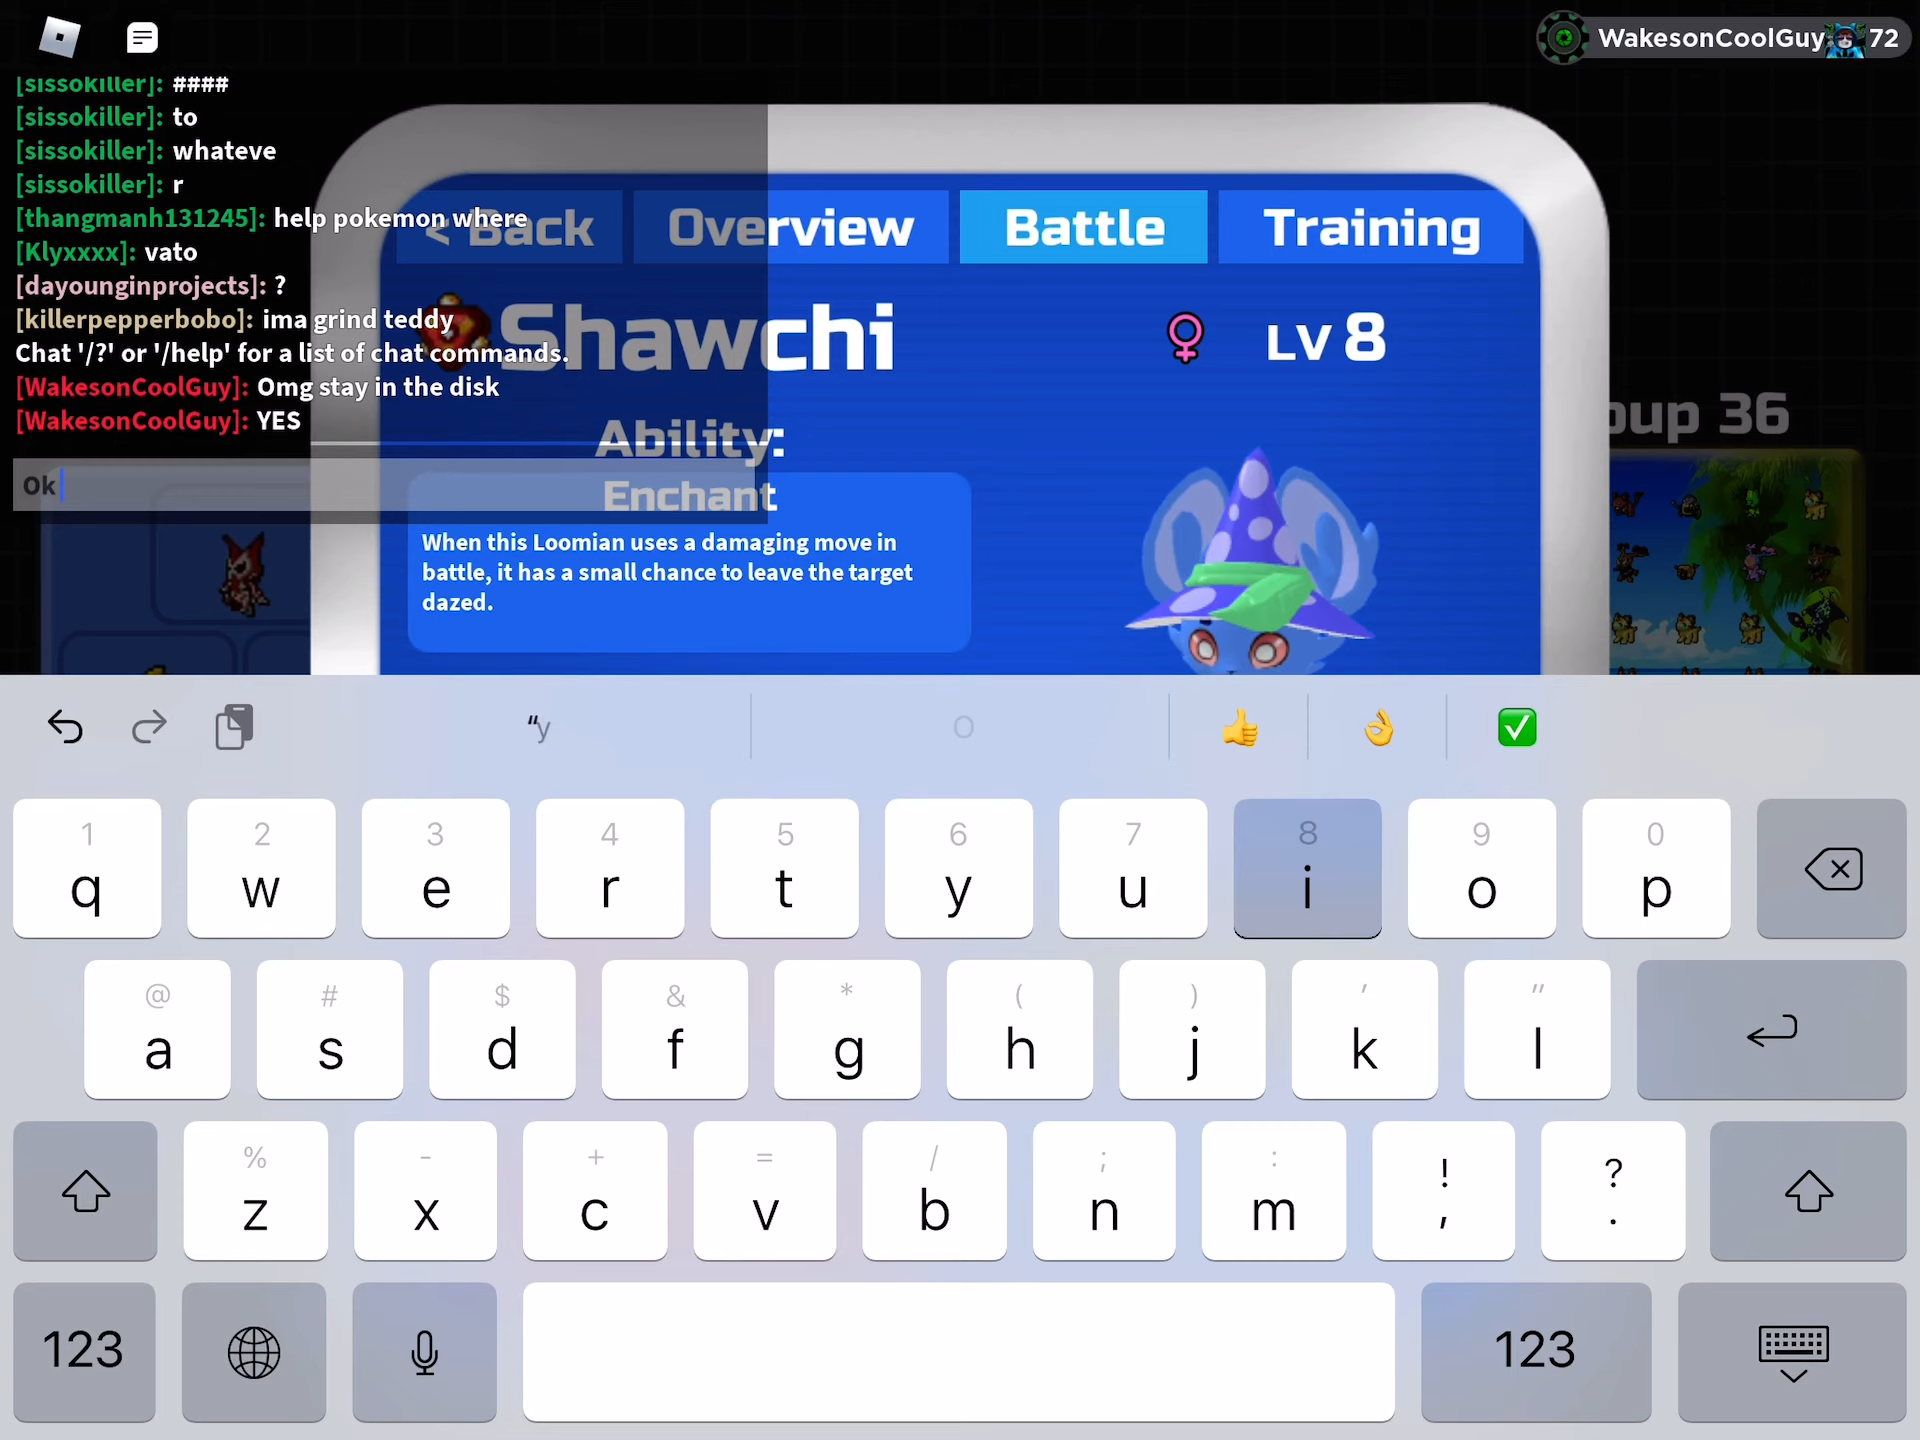 WakesonCoolGuy 72
[sissokiller]: ####
[sissokiller]: to
[sissokiller]: whateve
[sissokiller]: r
[thangmanh131245]: help pokemon where
[Klyxxxx]: vato
[dayounginprojects]: ?
[killerpepperbobo]: ima grind teddy
Chat '/?' or '/help' for a list of chat commands.
[WakesonCoolGuy]: Omg stay in the disk
[WakesonCoolGuy]: YES
Ok
< Back Overview Battle Training
Shawchi ♀ LV 8
Ability:
Enchant
When this Loomian uses a damaging move in
battle, it has a small chance to leave the target
dazed.
oup 36
“y O
1 2 3 4 5 6 7 8 9 0
q w e r t y u i o p
@ # $ & * ( ) ' "
a s d f g h j k l
% - + = / ; : ! ?
z x c v b n m , .
123 123